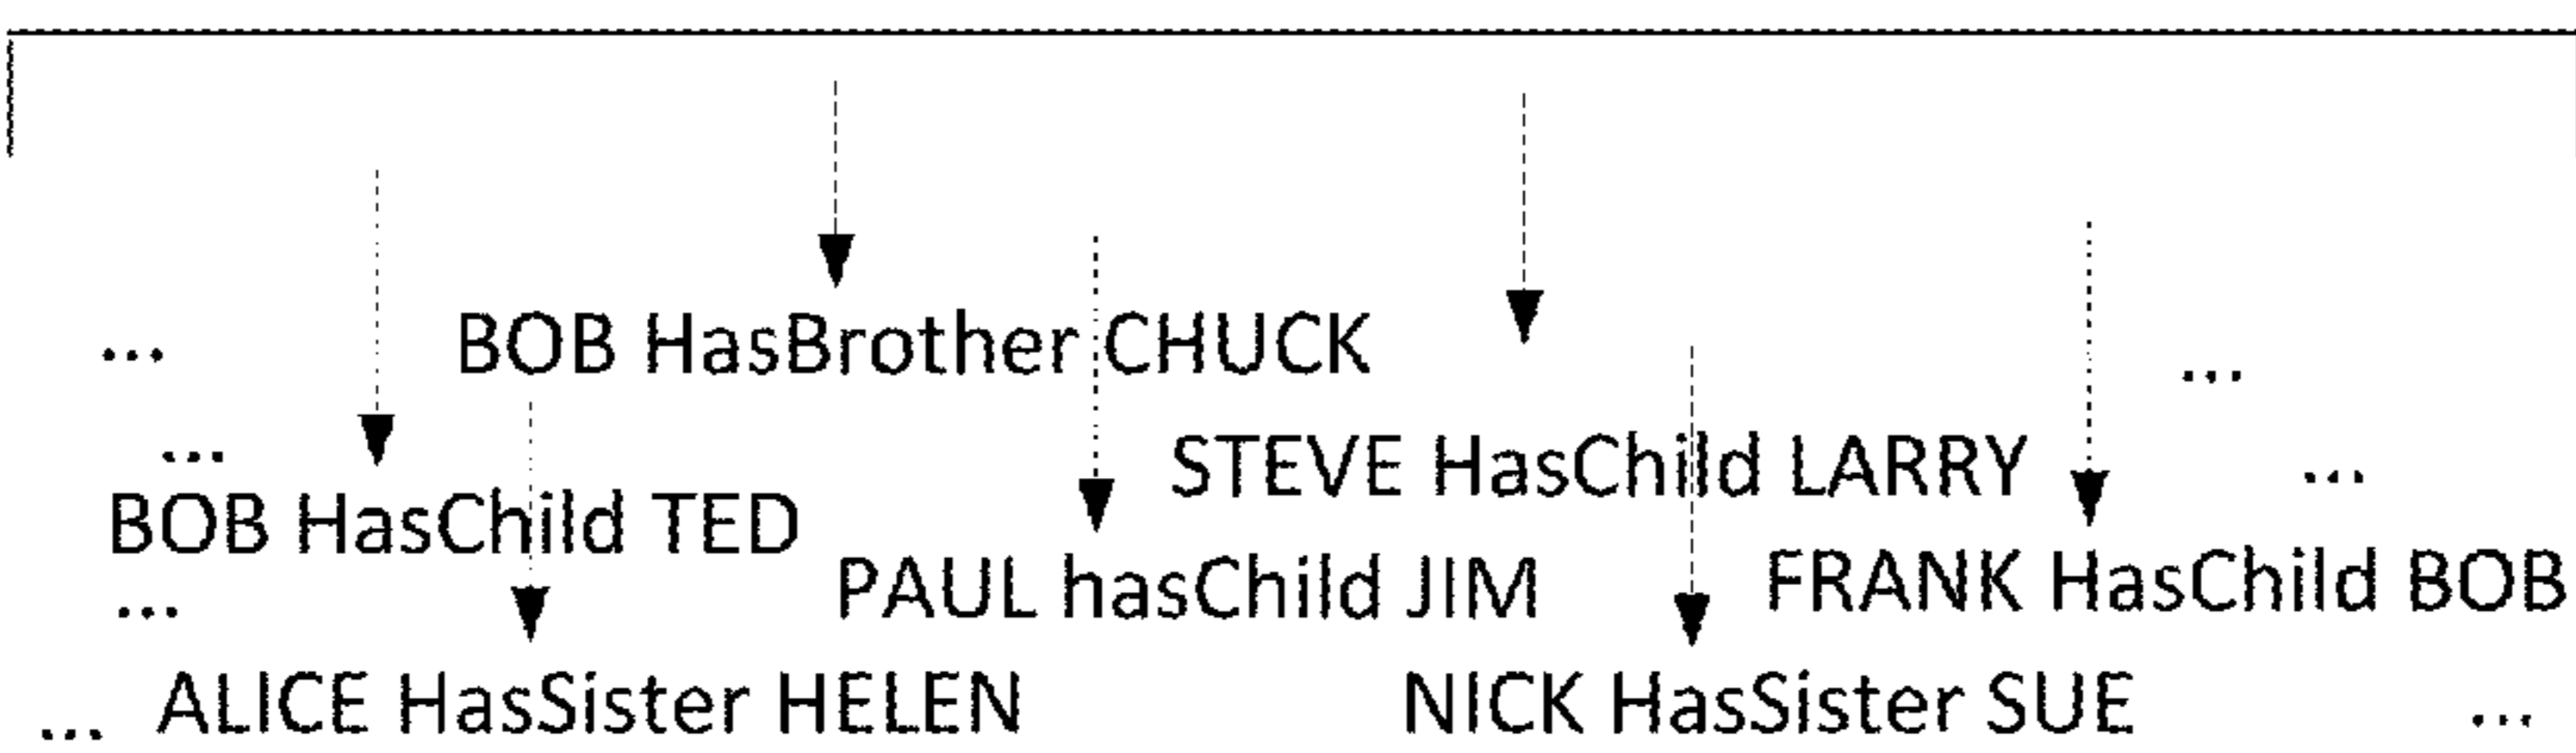 ... BOB HasBrother CHUCK ...
... STEVE HasChild LARRY ...
BOB HasChild TED
... PAUL hasChild JIM FRANK HasChild BOB
... ALICE HasSister HELEN NICK HasSister SUE ...